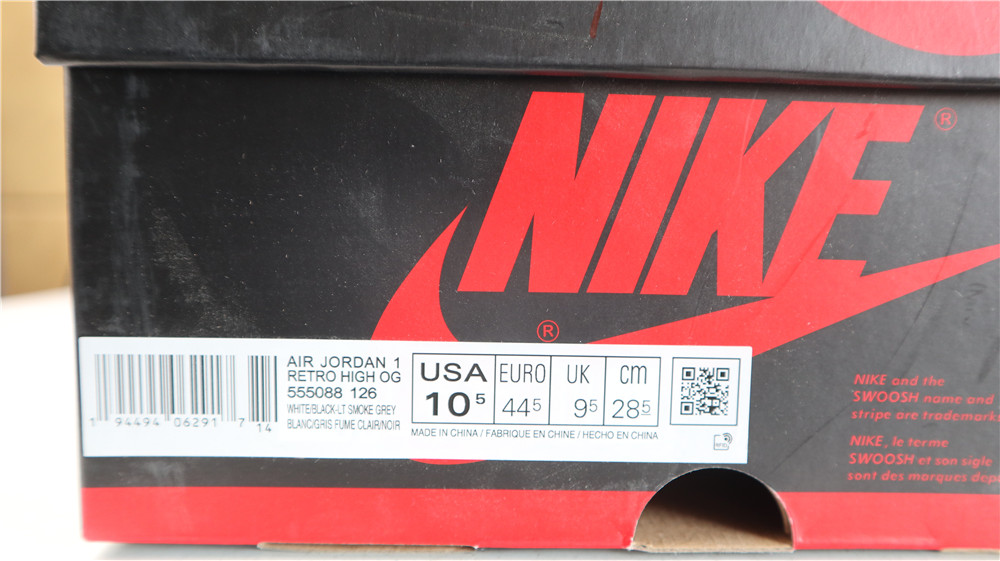 NIKE ®
®
AIR JORDAN 1
RETRO HIGH OG
555088 126
WHITE/BLACK-LT SMOKE GREY
BLANC/GRIS FUME CLAIR/NOIR
1 94494 06291 7 14
USA EURO UK cm
10⁵ 44⁵ 9⁵ 28⁵
MADE IN CHINA / FABRIQUE EN CHINE / HECHO EN CHINA
NIKE and the
SWOOSH name and
stripe are trademarks
NIKE, le terme
SWOOSH et son sigle
sont des marques